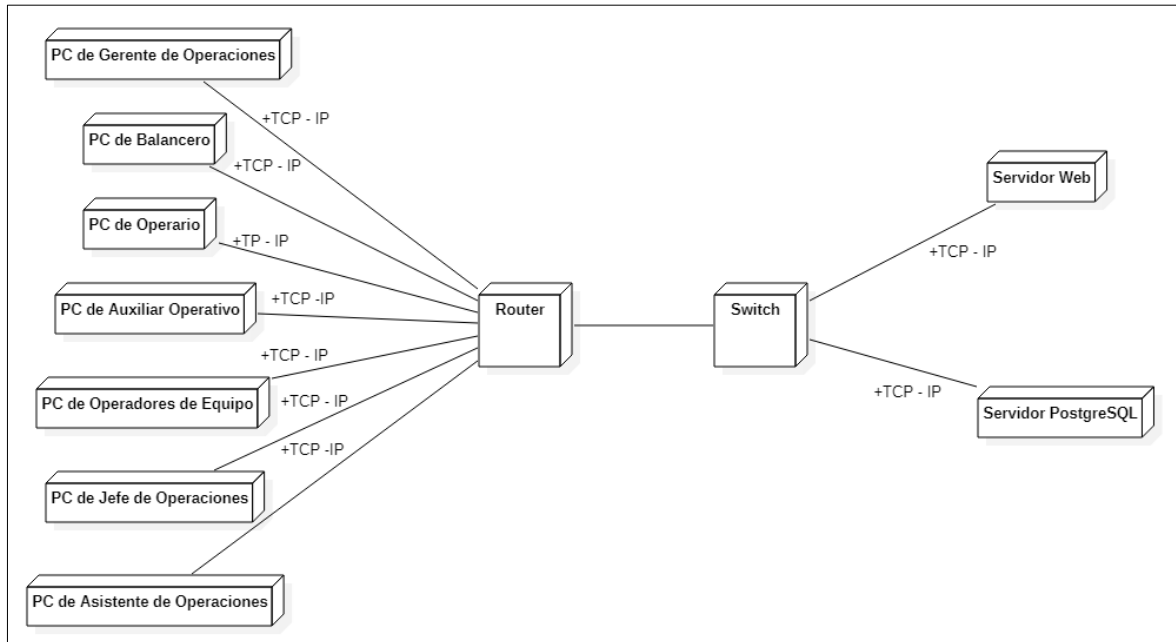 PC de Gerente de Operaciones
+TCP - IP
PC de Balancero
+TCP - IP
PC de Operario
+TP - IP
PC de Auxiliar Operativo
+TCP -IP
PC de Operadores de Equipo
+TCP - IP
PC de Jefe de Operaciones
+TCP - IP
PC de Asistente de Operaciones
+TCP -IP
Router
Switch
Servidor Web
+TCP - IP
Servidor PostgreSQL
+TCP - IP